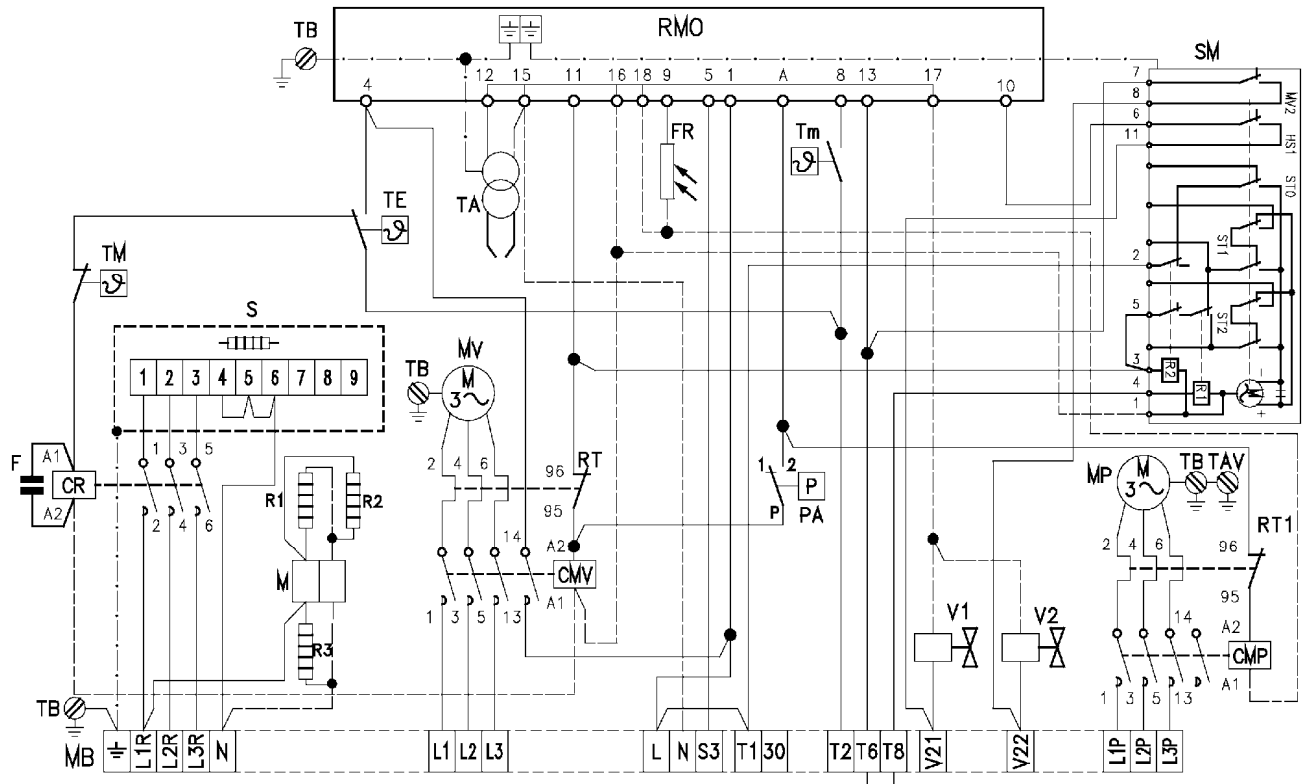 TB
RMO
SM
4 12 15 11 16 18 9 5 1 A 8 13 17 10
7
8
MV2
6
HS1
11
ST0
FR
Tm
ϑ
TA
TE
ϑ
ST1
2
TM
ϑ
ST2
5
S
3
R2
4
R1
M
1
- +
TB
MV
M
3~
1 2 3 4 5 6 7 8 9
F
A1
CR
A2
1 3 5
2 4 6
R1
R2
M
R3
2 4 6
96
RT
95
14
A2
CMV
A1
1 3 5 13
1 2
P
P
PA
MP
M
3~
TB TAV
2 4 6
96
RT1
95
14
A2
CMP
A1
1 3 5 13
V1
V2
TB
MB
L1R L2R L3R N
L1 L2 L3
L N S3 T1 30 T2 T6 T8 V21 V22
L1P L2P L3P